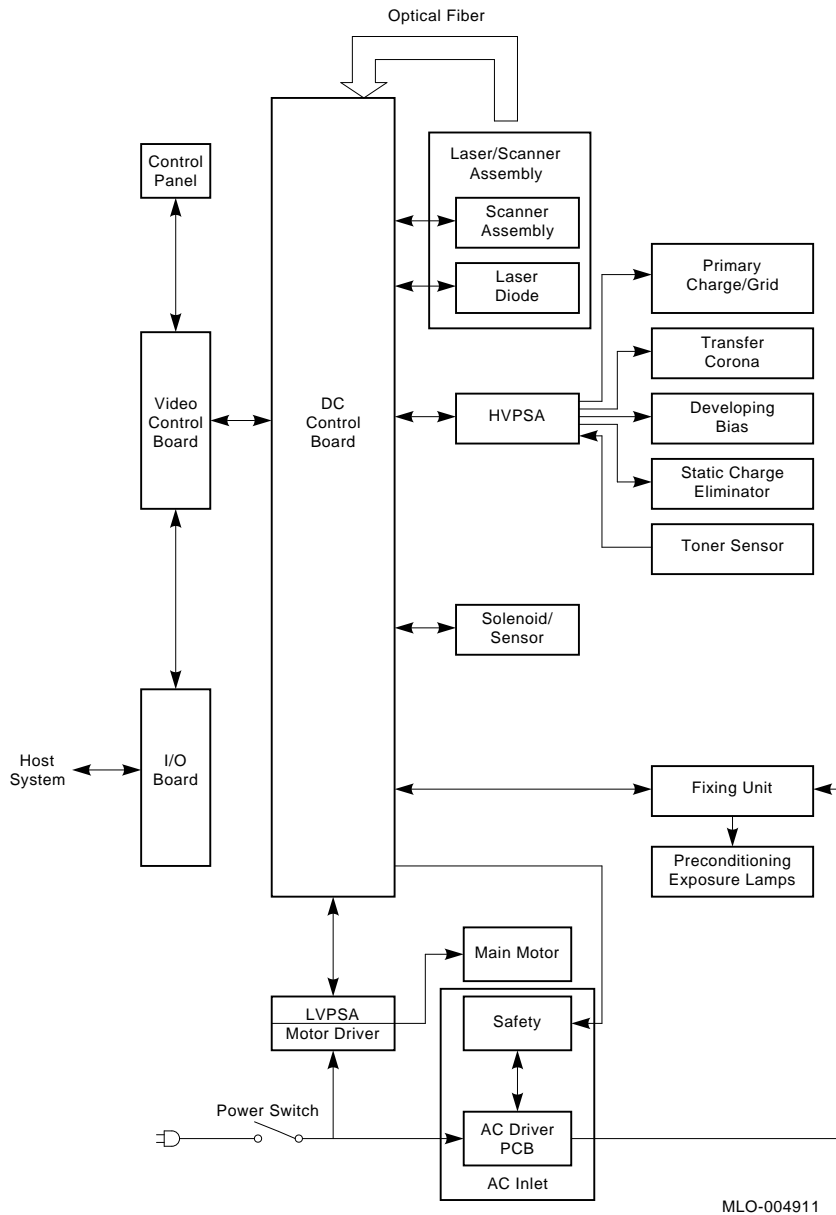 Optical Fiber
Control
Panel
Laser/Scanner
Assembly
Scanner
Assembly
Laser
Diode
Primary
Charge/Grid
Transfer
Corona
Video
Control
Board
DC
Control
Board
HVPSA
Developing
Bias
Static Charge
Eliminator
Toner Sensor
Solenoid/
Sensor
Host
System
I/O
Board
Fixing Unit
Preconditioning
Exposure Lamps
Main Motor
LVPSA
Motor Driver
Safety
Power Switch
AC Driver
PCB
AC Inlet
MLO-004911